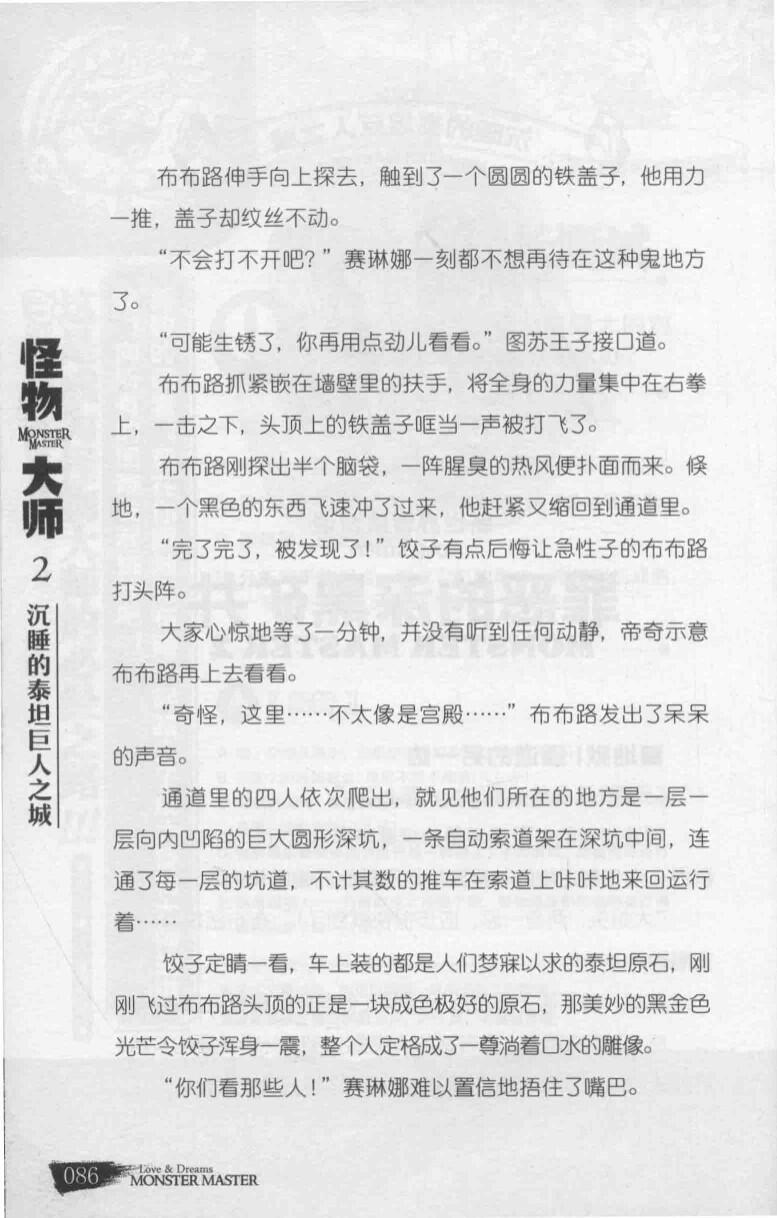 布布路伸手向上探去，触到了一个圆圆的铁盖子，他用力
一推，盖子却纹丝不动。
“不会打不开吧？”赛琳娜一刻都不想再待在这种鬼地方
了。
“可能生锈了，你再用点劲儿看看。”图苏王子接口道。
布布路抓紧嵌在墙壁里的扶手，将全身的力量集中在右拳
上，一击之下，头顶上的铁盖子哐当一声被打飞了。
布布路刚探出半个脑袋，一阵腥臭的热风便扑面而来。倏
地，一个黑色的东西飞速冲了过来，他赶紧又缩回到通道里。
“完了完了，被发现了！”饺子有点后悔让急性子的布布路
打头阵。
大家心惊地等了一分钟，并没有听到任何动静，帝奇示意
布布路再上去看看。
“奇怪，这里……不太像是宫殿……”布布路发出了呆呆
的声音。
通道里的四人依次爬出，就见他们所在的地方是一层一
层向内凹陷的巨大圆形深坑，一条自动索道架在深坑中间，连
通了每一层的坑道，不计其数的推车在索道上咔咔地来回运行
着……
饺子定睛一看，车上装的都是人们梦寐以求的泰坦原石，刚
刚飞过布布路头顶的正是一块成色极好的原石，那美妙的黑金色
光芒令饺子浑身一震，整个人定格成了一尊淌着口水的雕像。
“你们看那些人！”赛琳娜难以置信地捂住了嘴巴。
怪物
MONSTER
MASTER
大师
2
沉睡的泰坦巨人之城
086
Love & Dreams
MONSTER MASTER